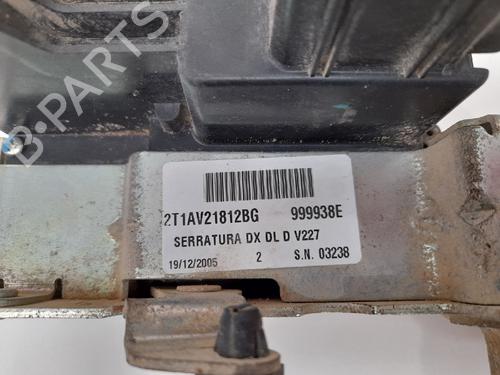 B-PARTS
2T1AV21812BG 999938E
SERRATURA DX DL D V227
19/12/2005 2 S.N. 03238